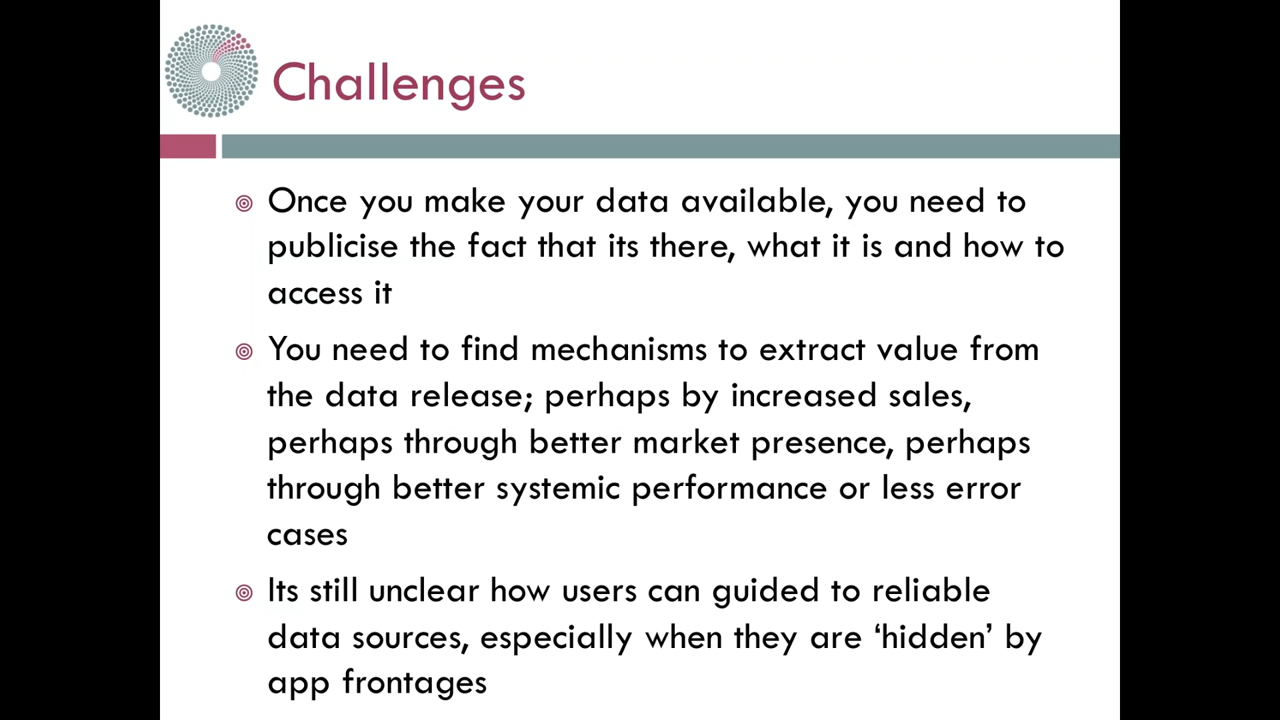 Challenges
Once you make your data available, you need to
publicise the fact that its there, what it is and how to
access it
You need to find mechanisms to extract value from
the data release; perhaps by increased sales,
perhaps through better market presence, perhaps
through better systemic performance or less error
cases
Its still unclear how users can guided to reliable
data sources, especially when they are ‘hidden’ by
app frontages